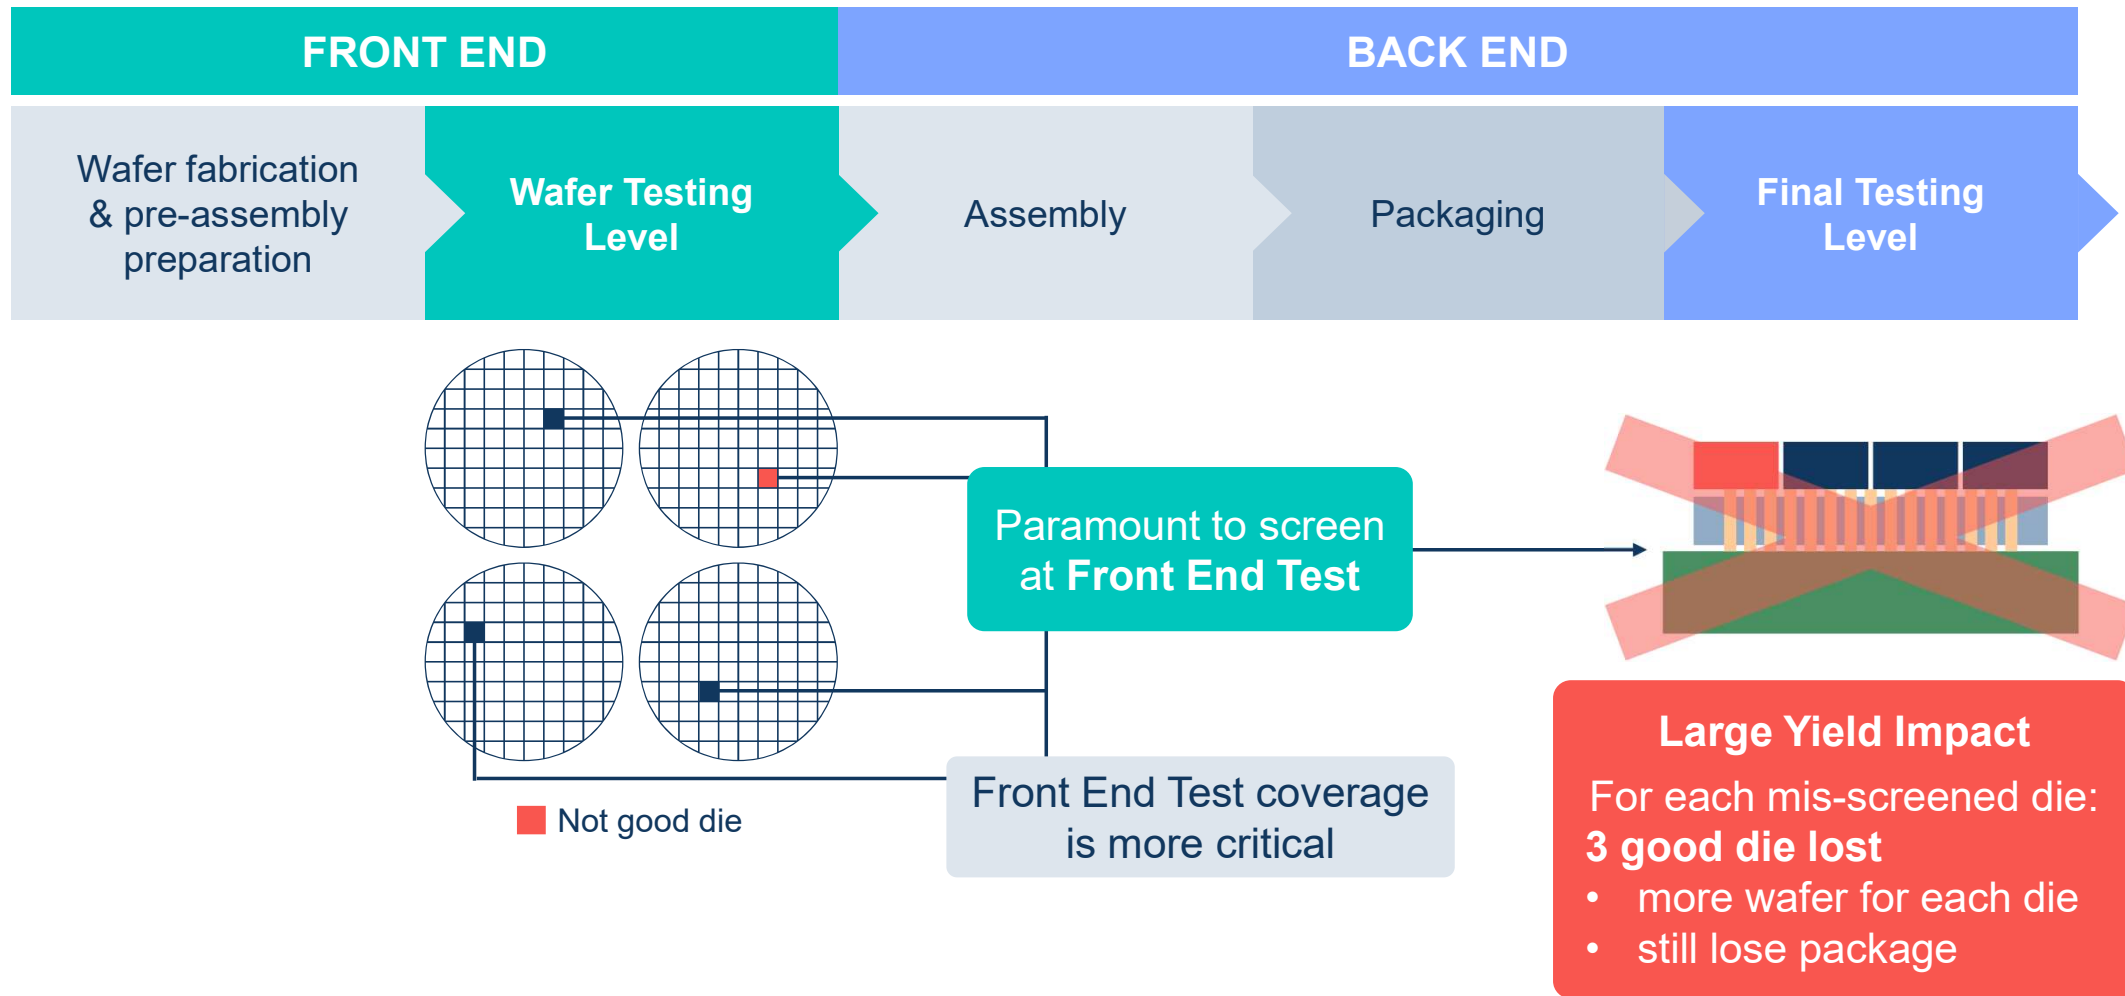 FRONT END
BACK END
Wafer fabrication
& pre-assembly
preparation
Wafer Testing
Level
Assembly
Packaging
Final Testing
Level
Paramount to screen
at Front End Test
Front End Test coverage
is more critical
Not good die
Large Yield Impact
For each mis-screened die:
3 good die lost
• more wafer for each die
• still lose package